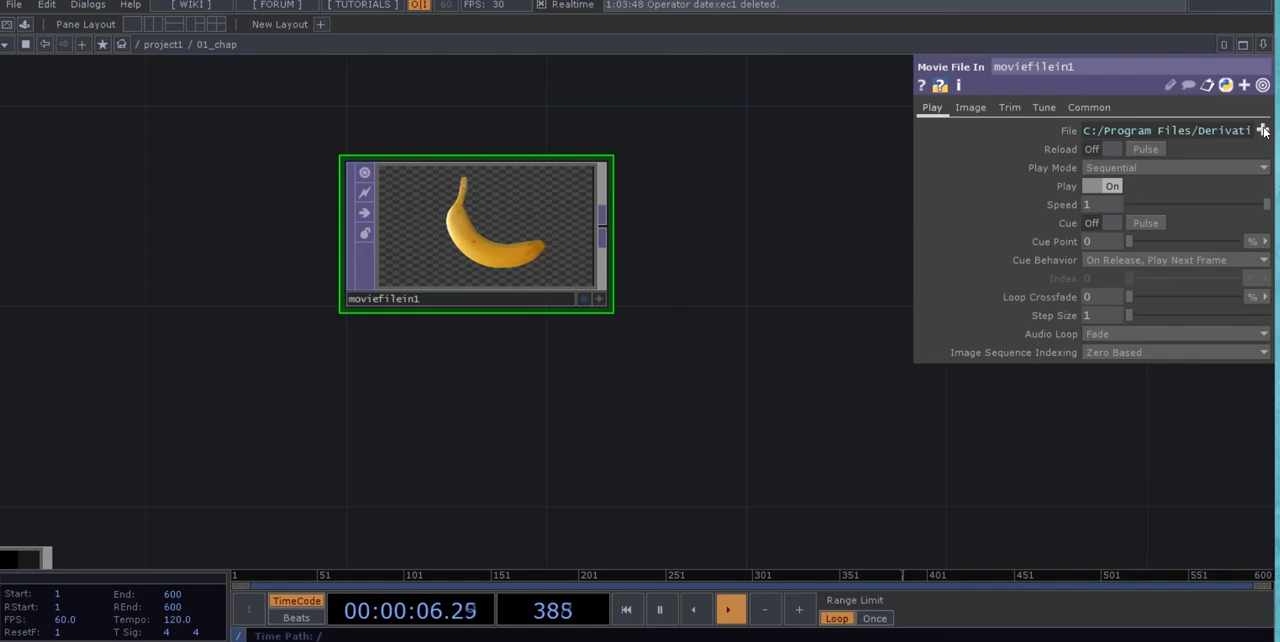 File Edit Dialogs Help [ WIKI ] [ FORUM ] [ TUTORIALS ] O|I 60 FPS: 30 Realtime 1:03:48 Operator datexec1 deleted.
Pane Layout New Layout +
/ project1 / 01_chap 0
Movie File In moviefilein1
? ? i
Play Image Trim Tune Common
File C:/Program Files/Derivati
Reload Off Pulse
Play Mode Sequential
Play On
Speed 1
Cue Off Pulse
Cue Point 0 %
Cue Behavior On Release, Play Next Frame
Index 0
Loop Crossfade 0 %
Step Size 1
Audio Loop Fade
Image Sequence Indexing Zero Based
moviefilein1
1 51 101 151 201 251 301 351 401 451 501 551 600
Start: 1 End: 600
RStart: 1 REnd: 600
FPS: 60.0 Tempo: 120.0
ResetF: 1 T Sig: 4 4
TimeCode
Beats
Range Limit
Loop Once
/ Time Path: /